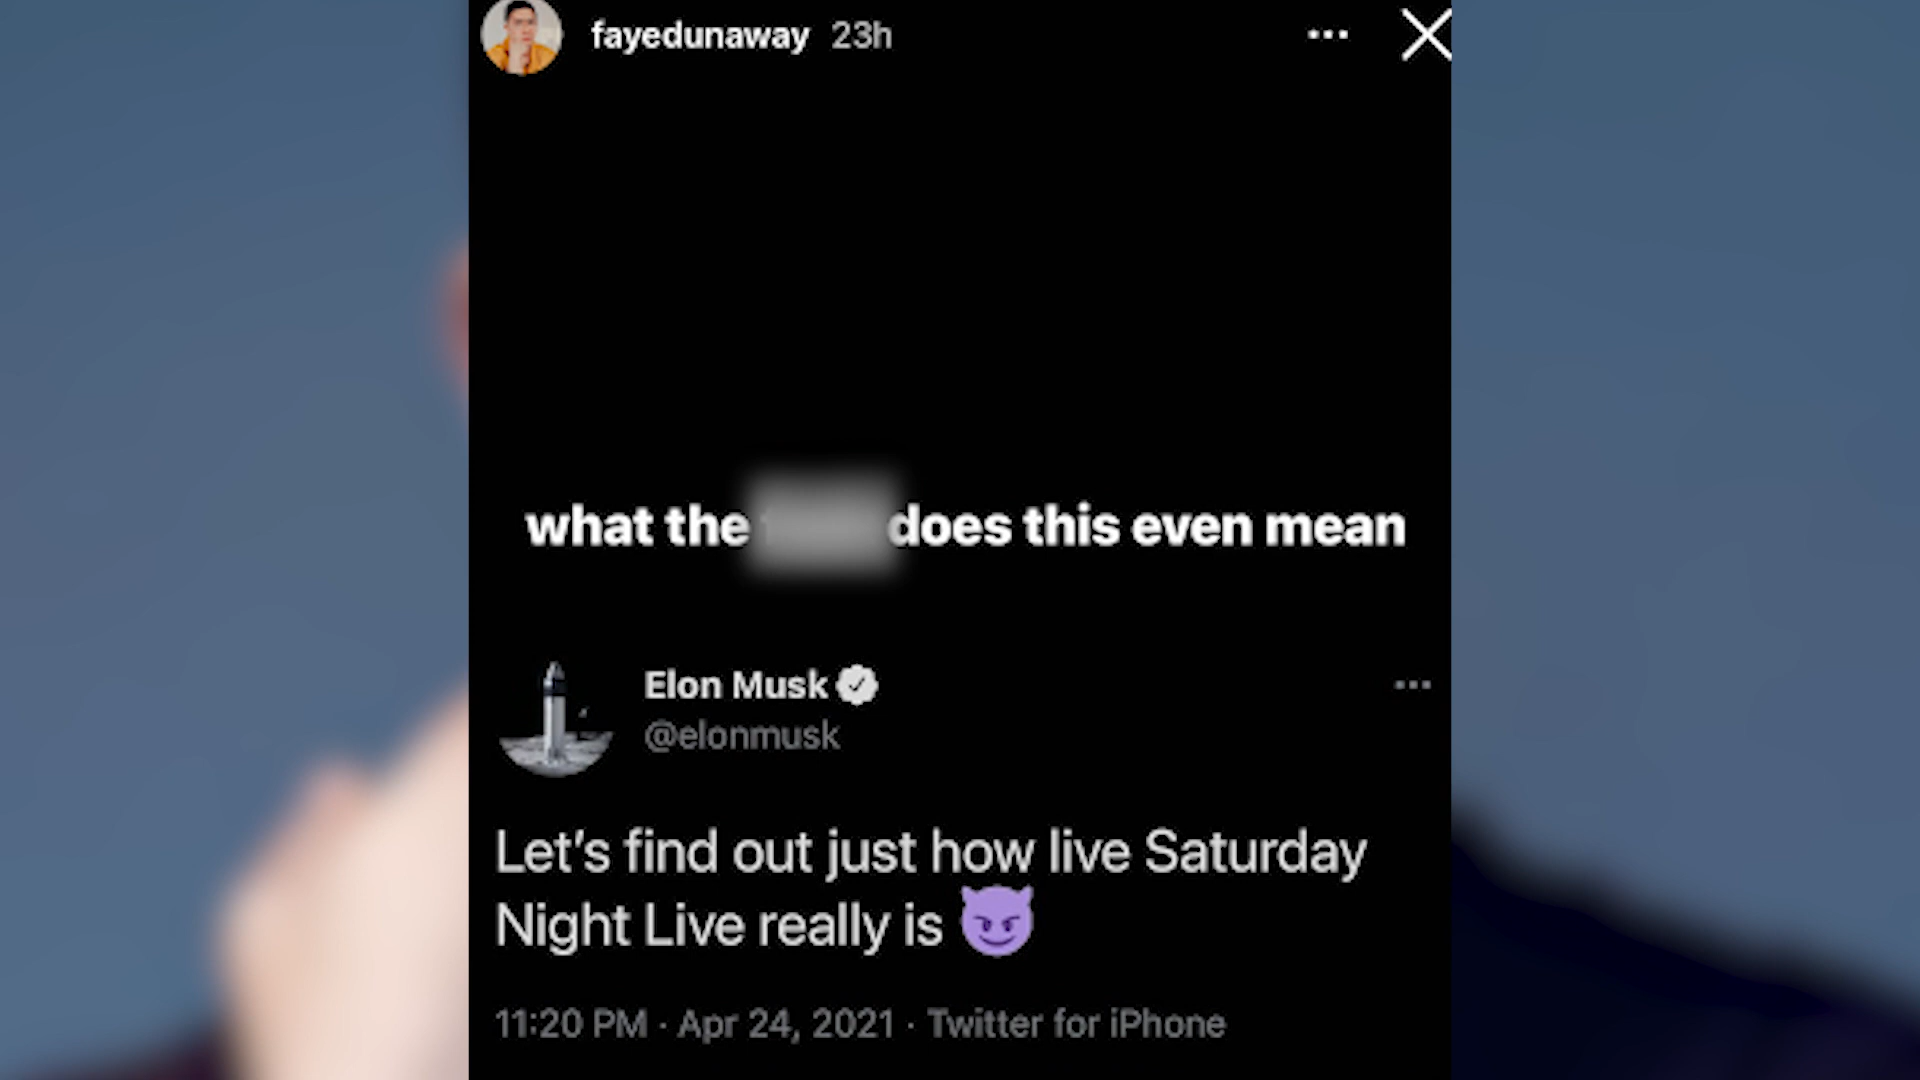 fayedunaway 23h
what the does this even mean
Elon Musk
@elonmusk
Let's find out just how live Saturday
Night Live really is 😈
11:20 PM · Apr 24, 2021 · Twitter for iPhone